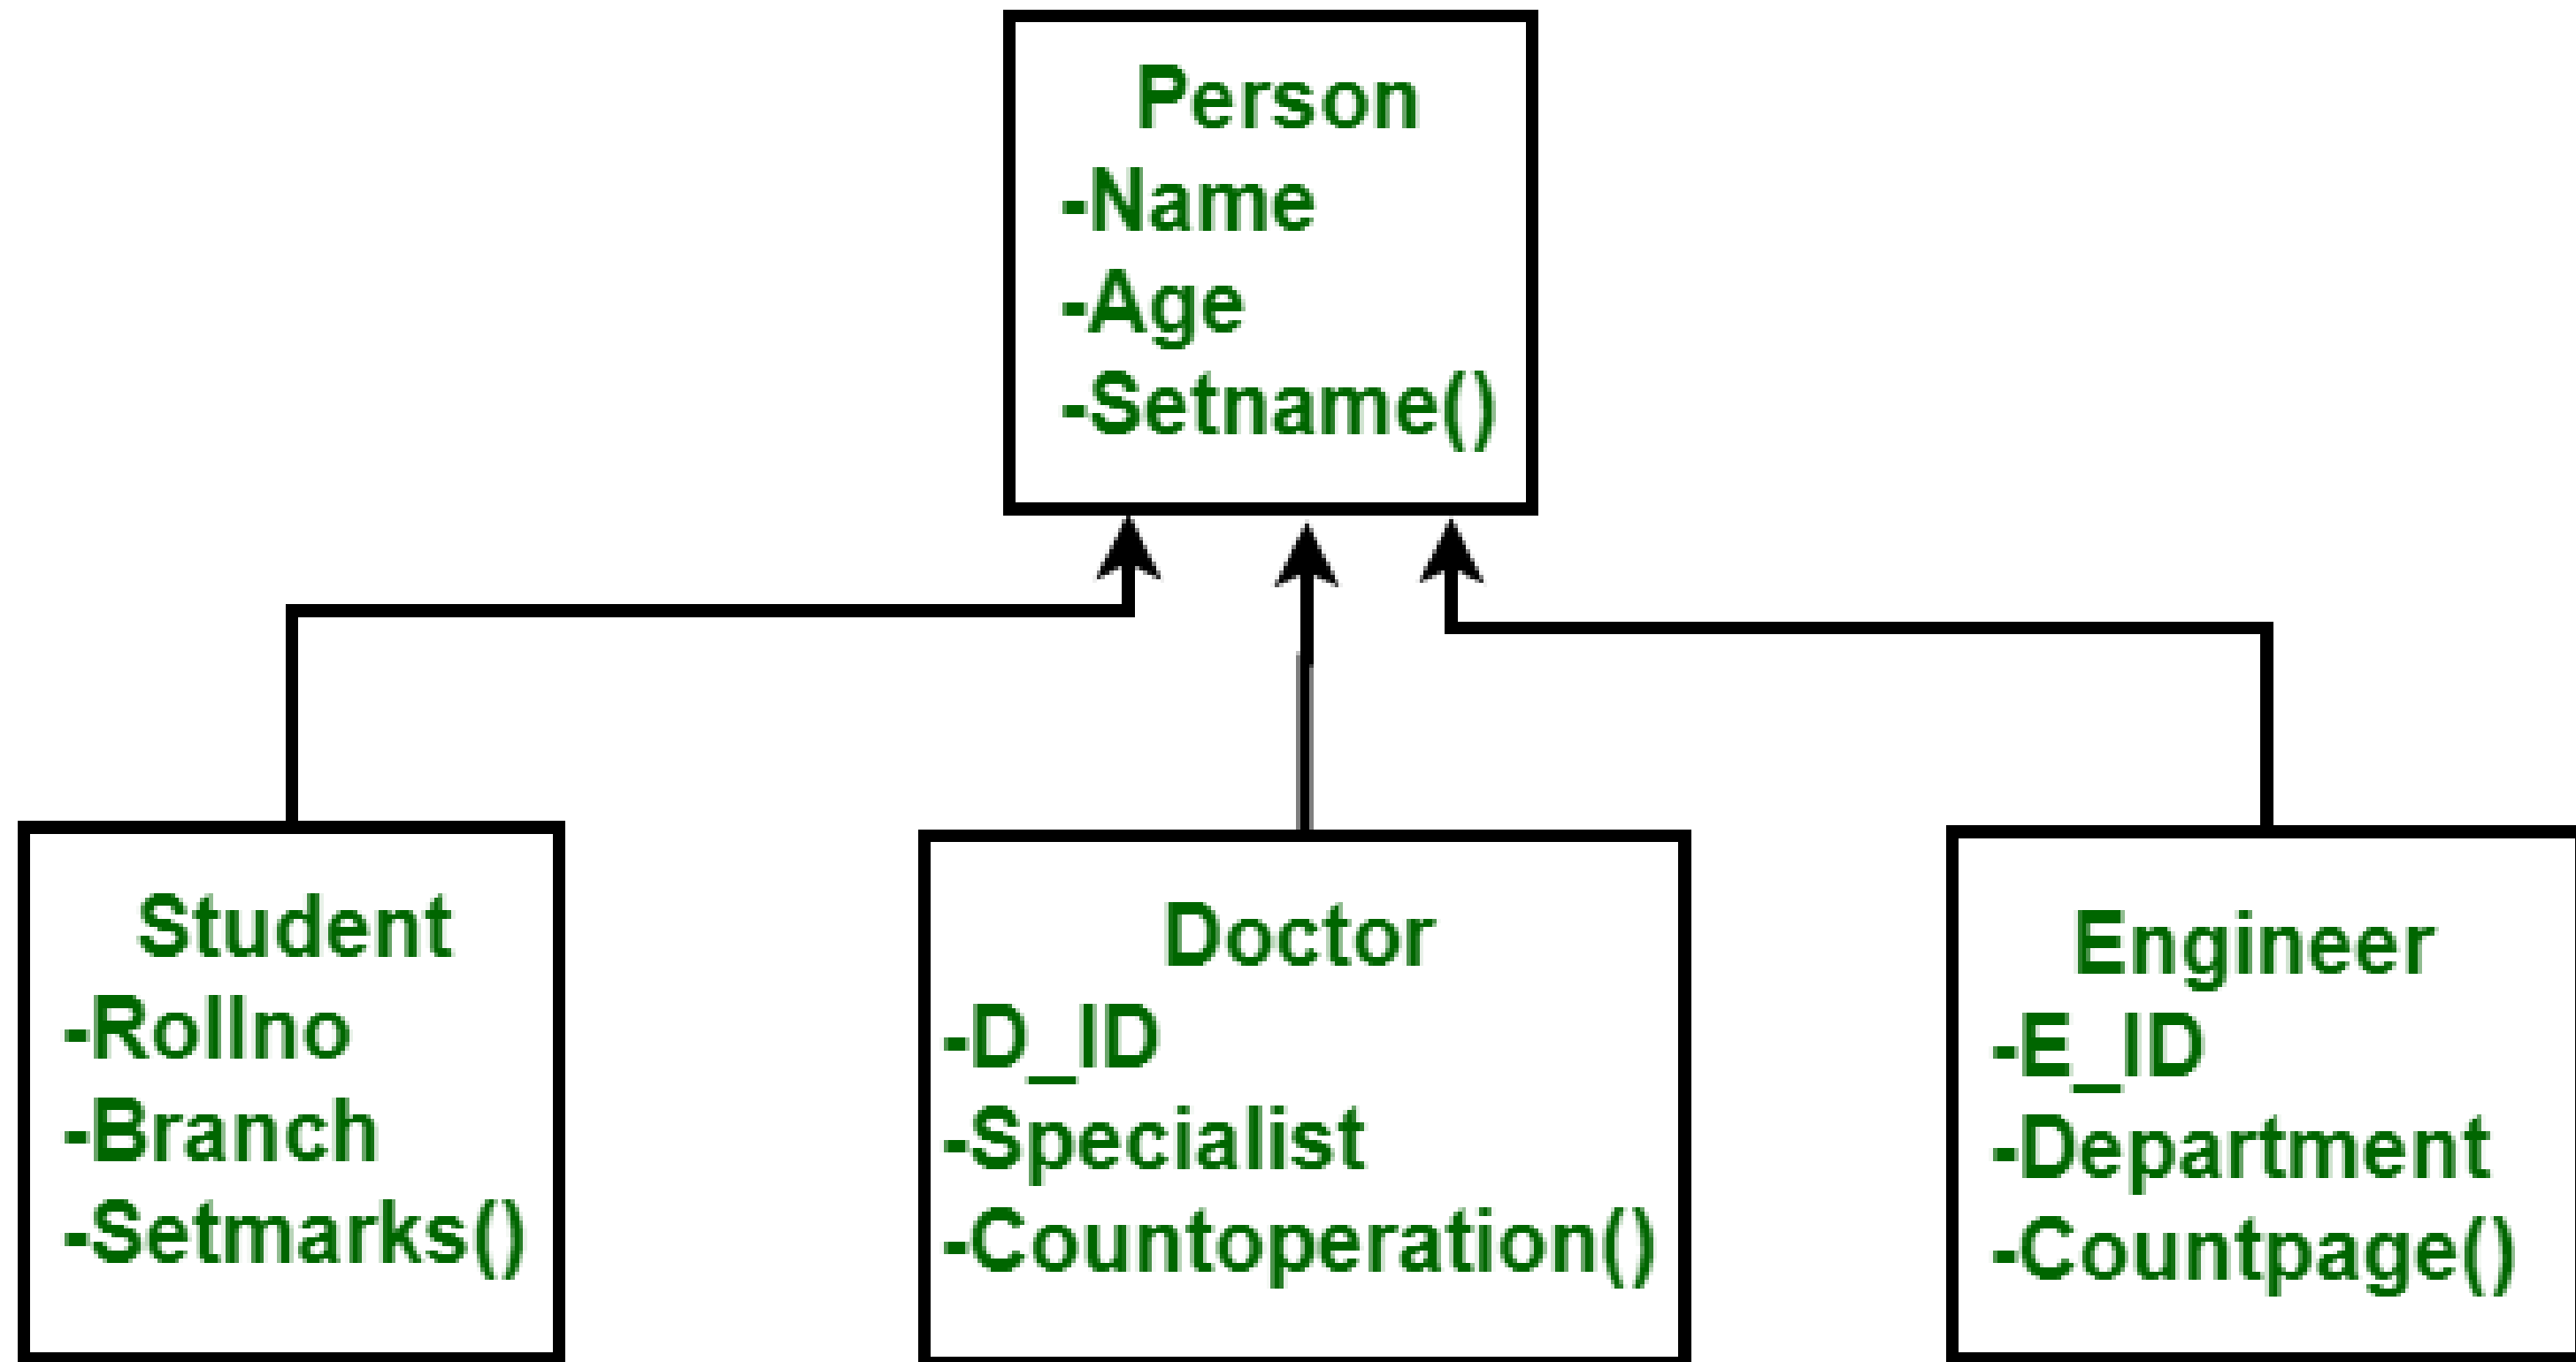 Person
-Name
-Age
-Setname()
Student
-Rollno
-Branch
-Setmarks()
Doctor
-D_ID
-Specialist
-Countoperation()
Engineer
-E_ID
-Department
-Countpage()